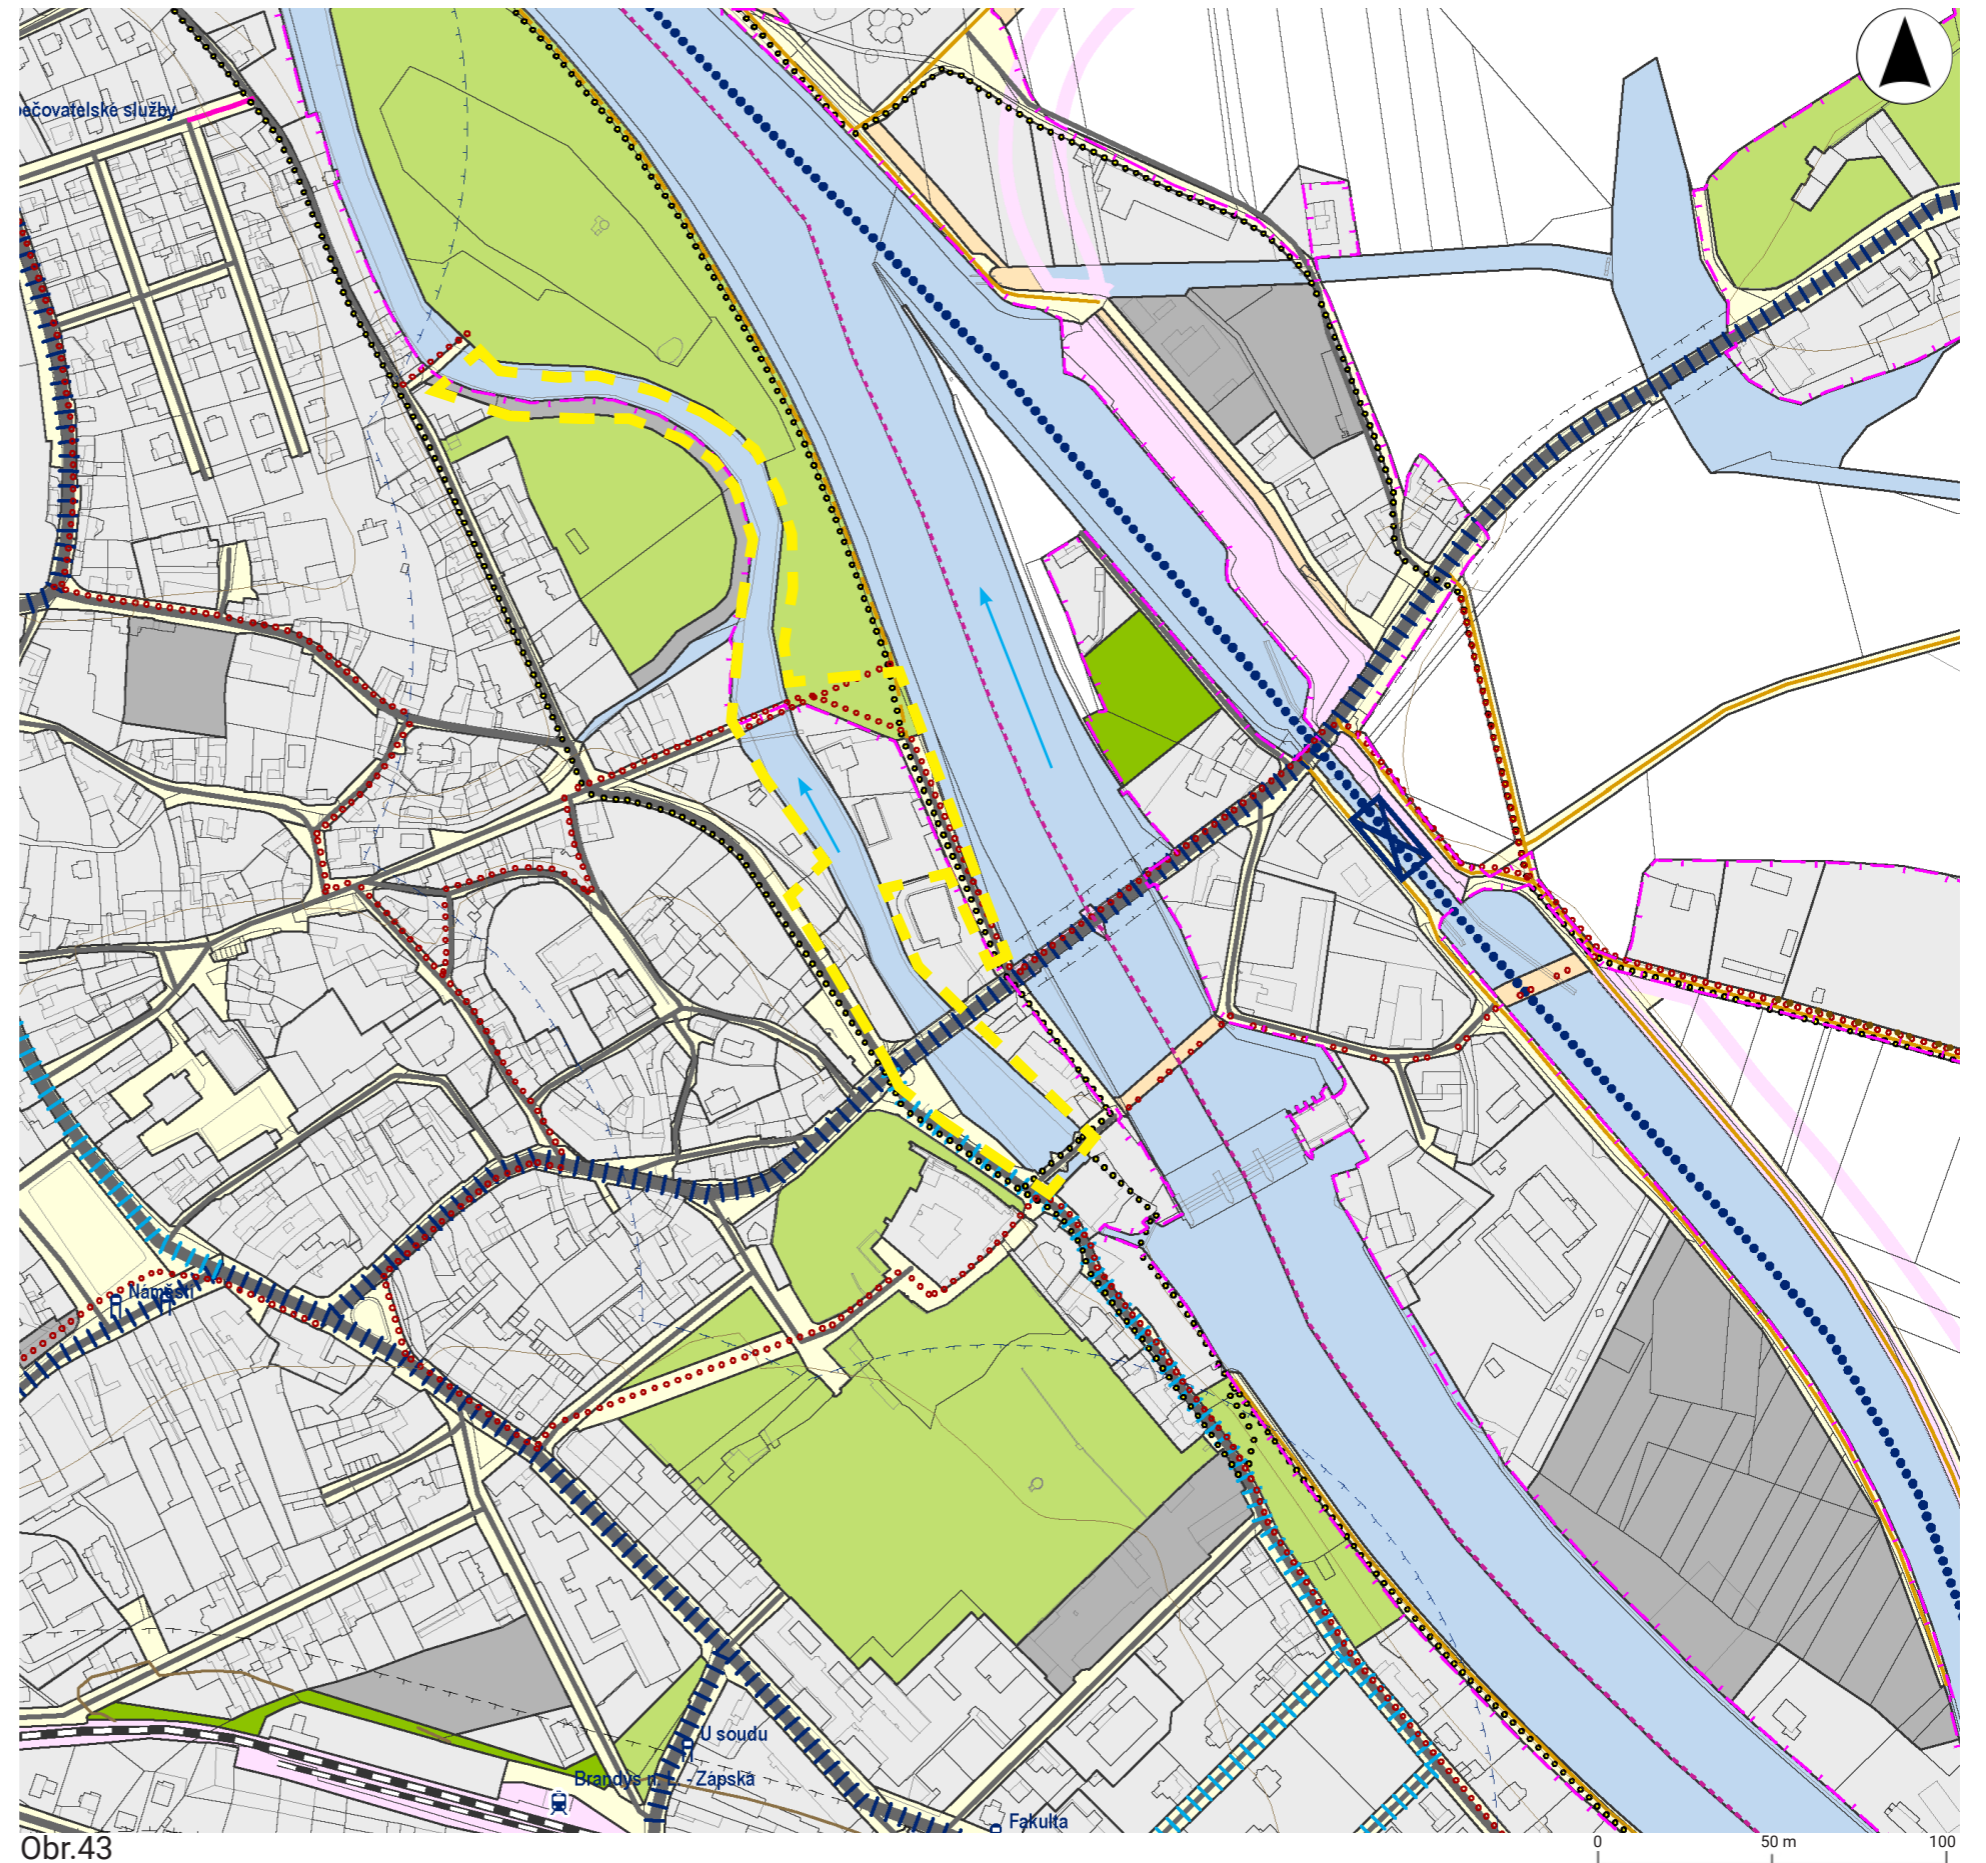 pečovatelské služby
Náměstí
U soudu
Brandýs n. L. - Zápská
Fakulta
Obr.43
0 50 m 100